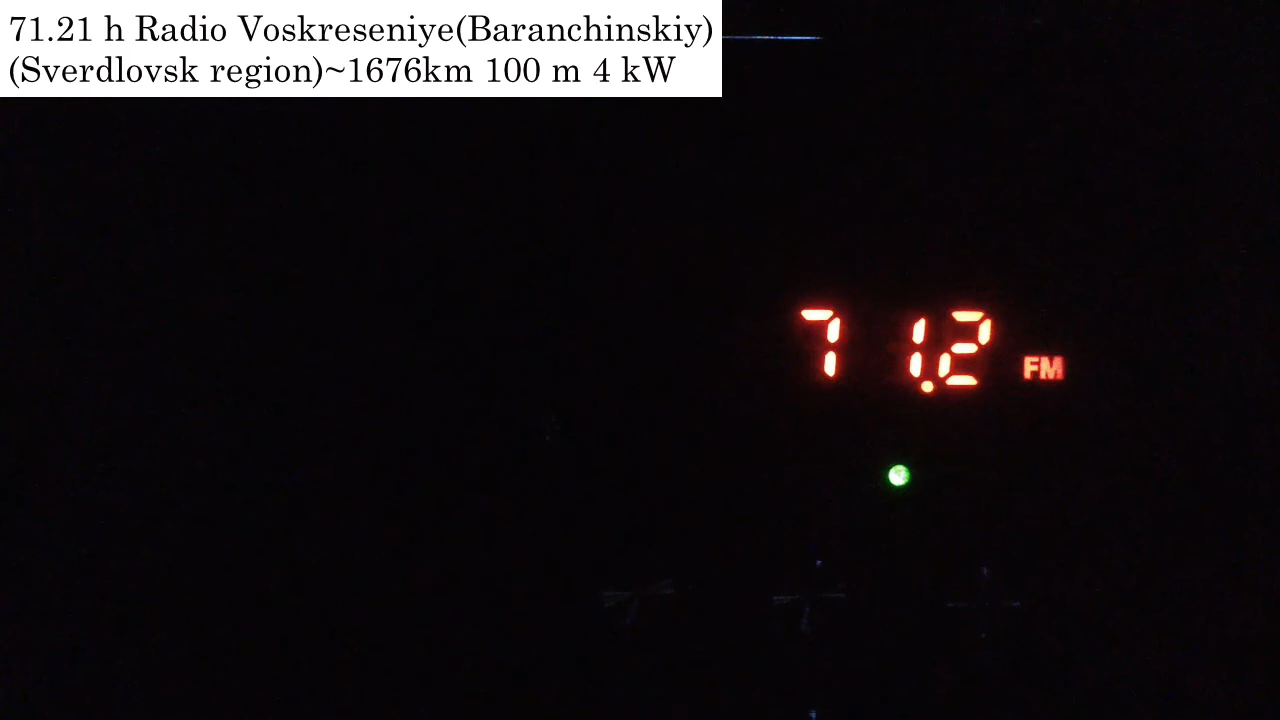 71.21 h Radio Voskreseniye(Baranchinskiy)
(Sverdlovsk region)~1676km 100 m 4 kW
71.2 FM